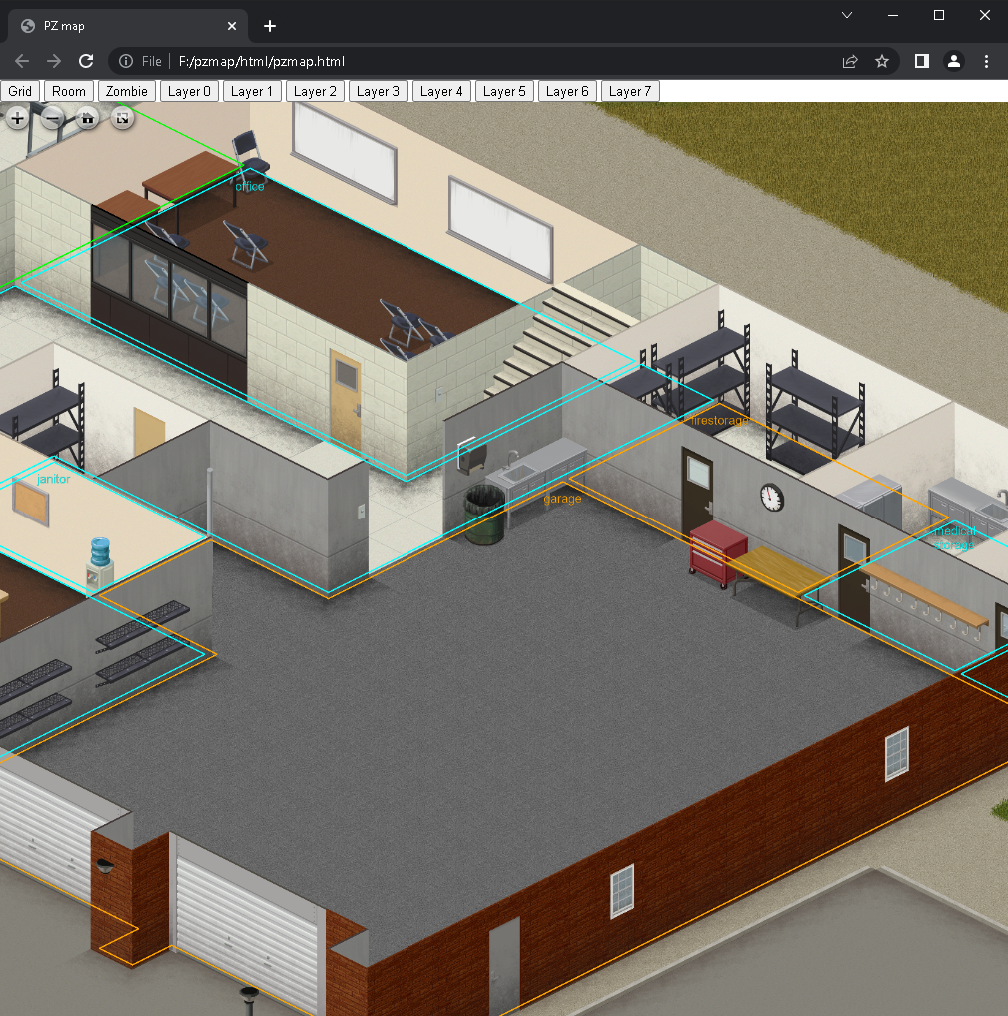 PZ map
File
F:/pzmap/html/pzmap.html
Grid
Room
Zombie
Layer 0
Layer 1
Layer 2
Layer 3
Layer 4
Layer 5
Layer 6
Layer 7
office
firestorage
janitor
garage
medical
storage